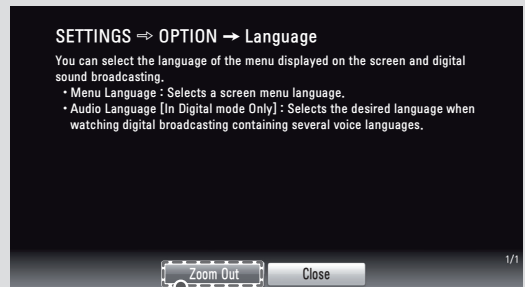 SETTINGS ⇨ OPTION → Language
You can select the language of the menu displayed on the screen and digital
sound broadcasting.
• Menu Language : Selects a screen menu language.
• Audio Language [In Digital mode Only] : Selects the desired language when
watching digital broadcasting containing several voice languages.
1/1
Zoom Out Close